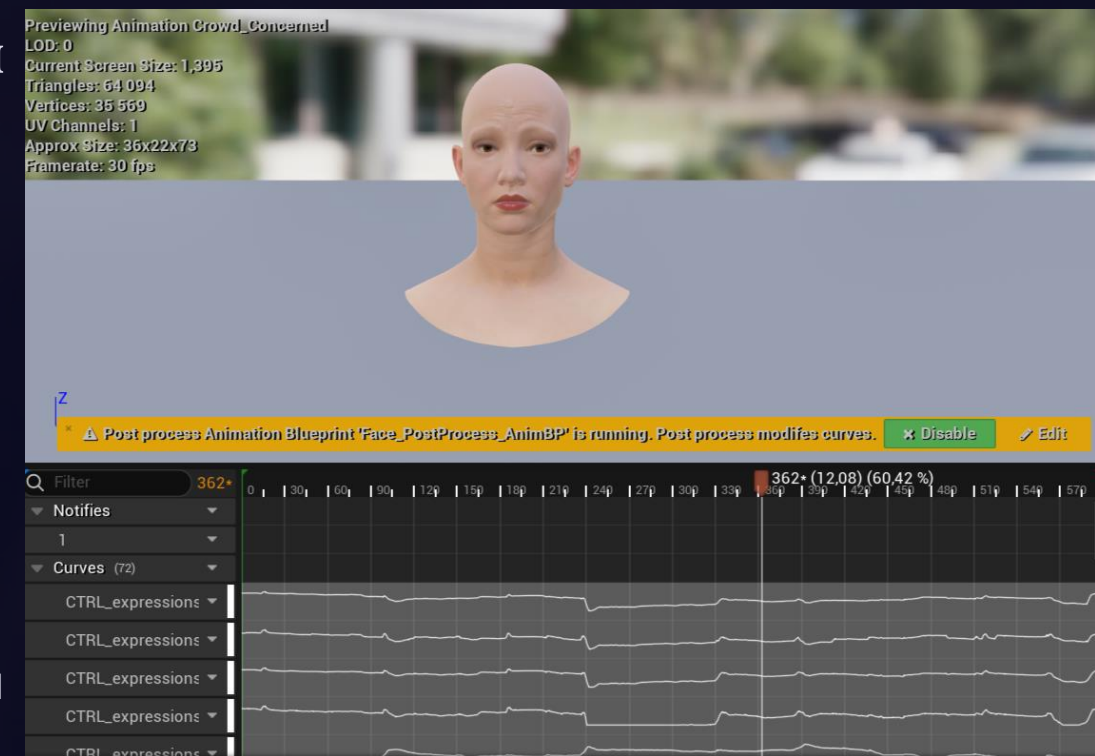 Previewing Animation Crowd_Concerned
LOD: 0
Current Screen Size: 1,395
Triangles: 64 094
Vertices: 35 569
UV Channels: 1
Approx Size: 36x22x73
Framerate: 30 fps
Z
Post process Animation Blueprint 'Face_PostProcess_AnimBP' is running. Post process modifes curves. Disable Edit
Filter 362*
362* (12,08) (60,42 %)
0 30 60 90 120 150 180 210 240 270 300 330 360 390 420 450 480 510 540 570
Notifies
1
Curves (72)
CTRL_expressions
CTRL_expressions
CTRL_expressions
CTRL_expressions
CTRL_expressions